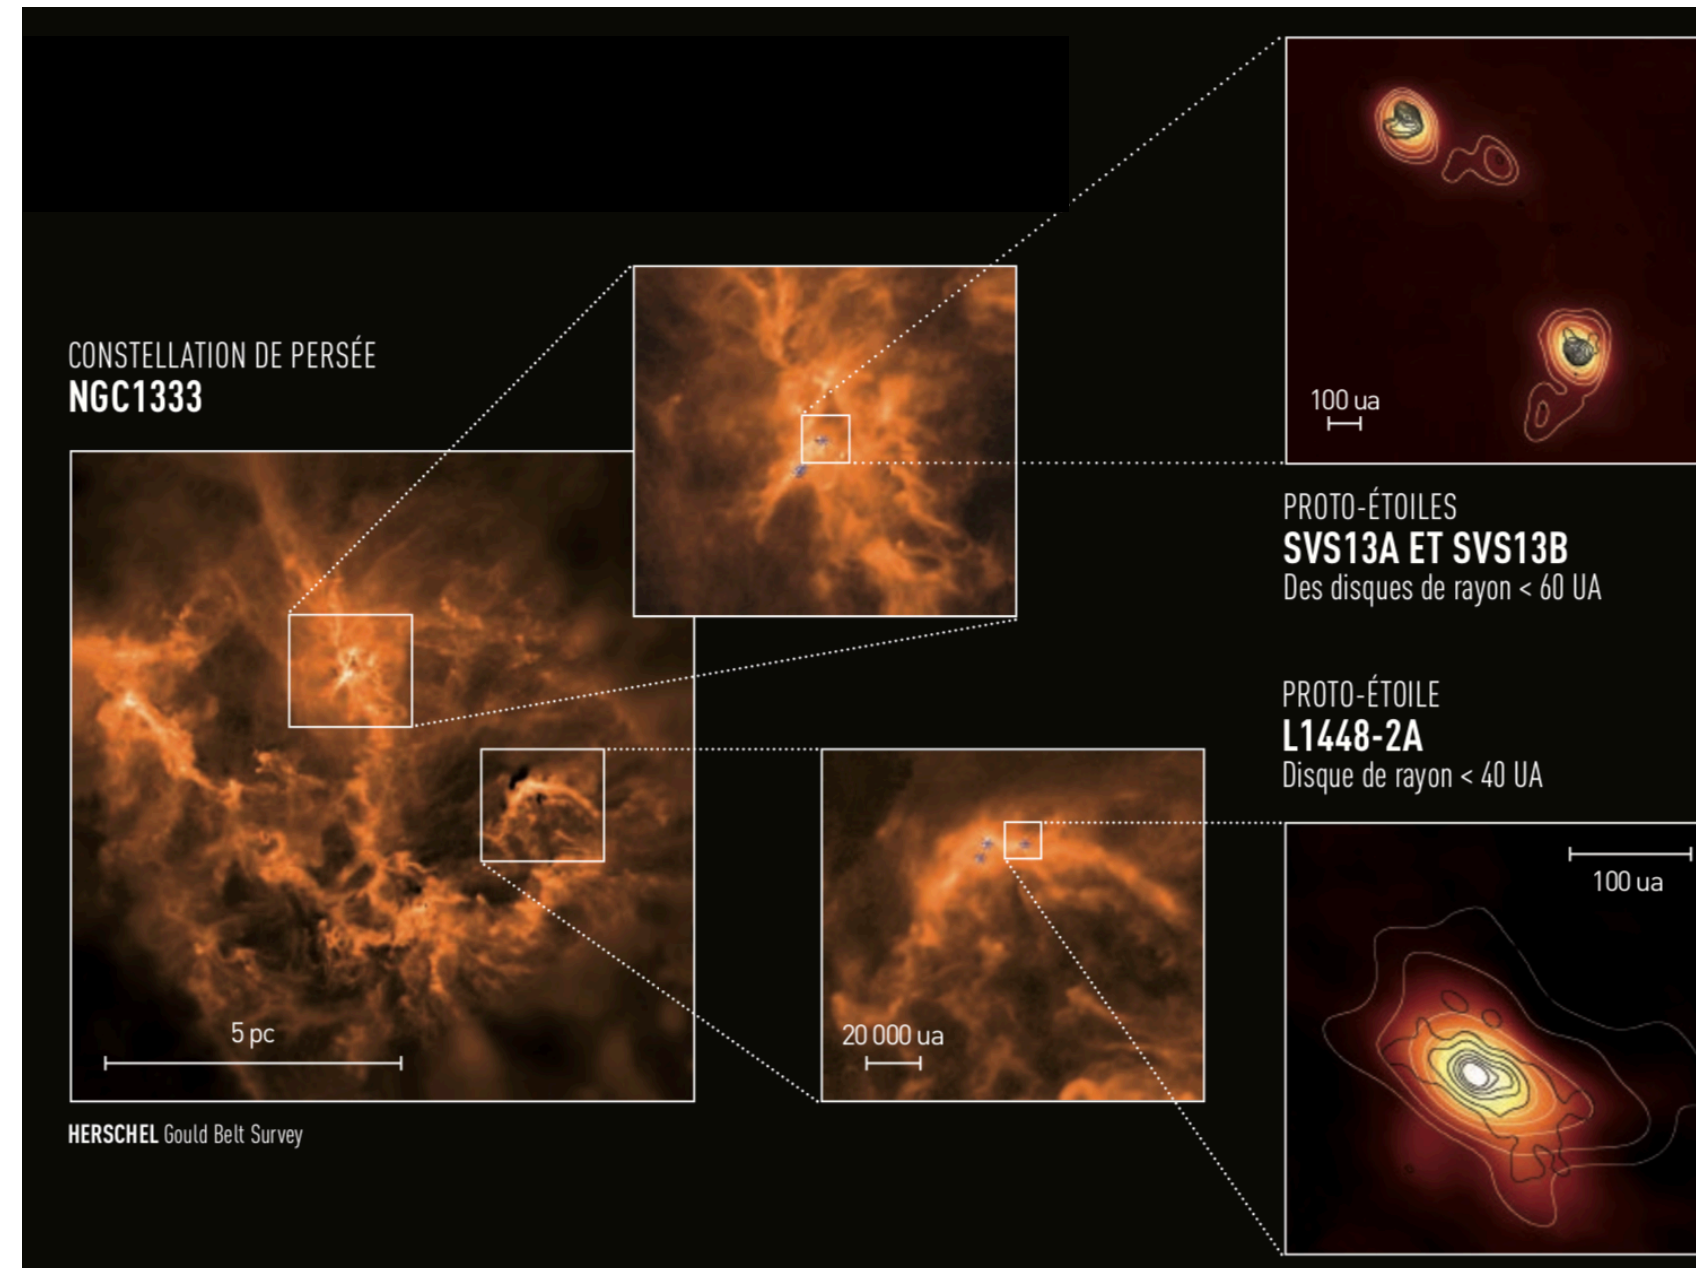 CONSTELLATION DE PERSÉE
NGC1333
5 pc
HERSCHEL Gould Belt Survey
20 000 ua
100 ua
PROTO-ÉTOILES
SVS13A ET SVS13B
Des disques de rayon < 60 UA
PROTO-ÉTOILE
L1448-2A
Disque de rayon < 40 UA
100 ua